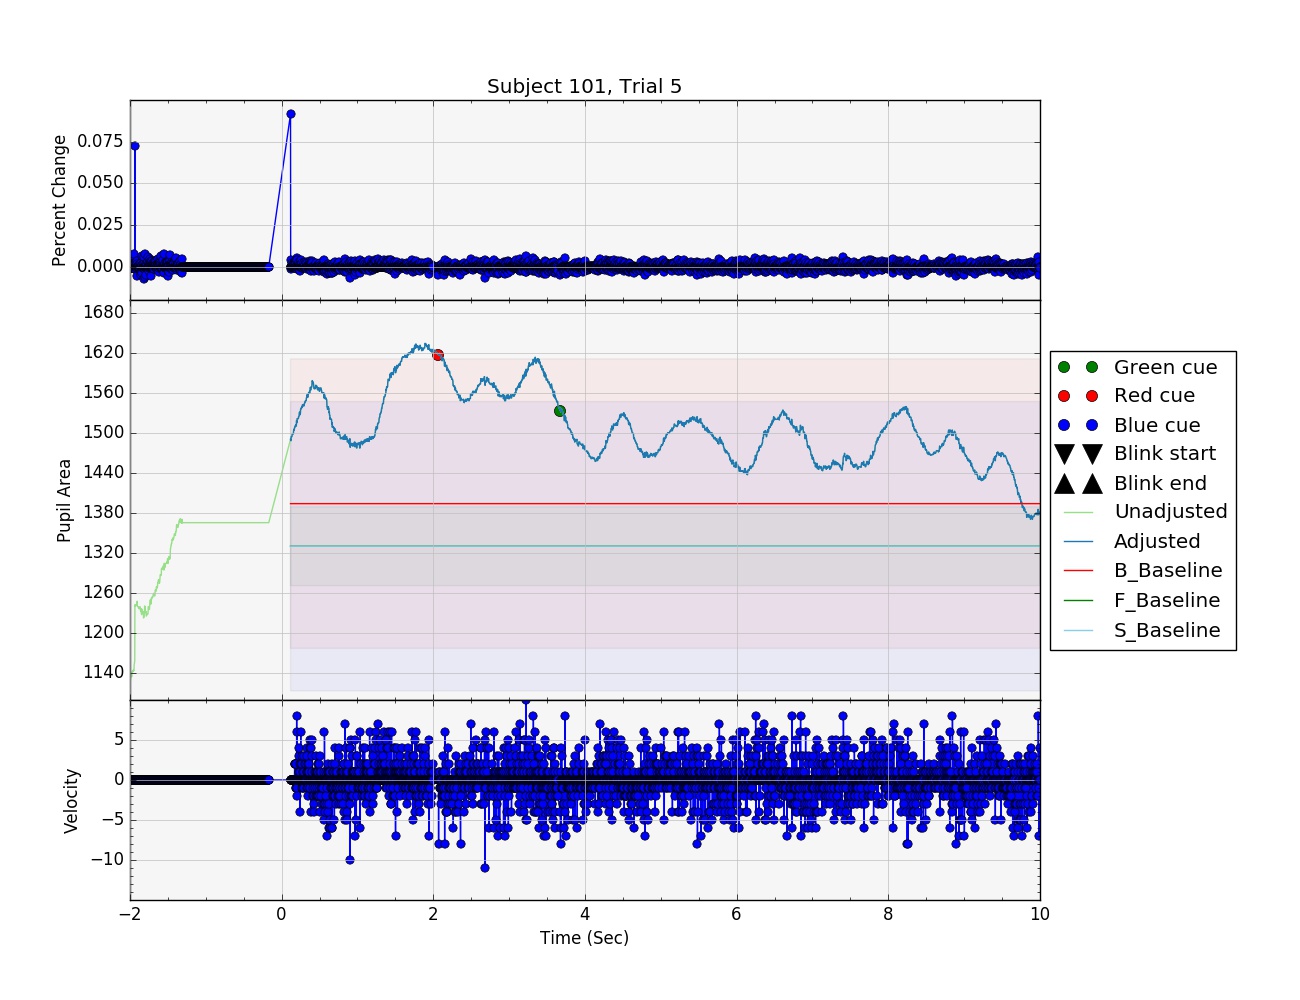 Subject 101, Trial 5
Percent Change
0.075
0.050
0.025
0.000
Pupil Area
1680
1620
1560
1500
1440
1380
1320
1260
1200
1140
Velocity
5
0
−5
−10
−2 0 2 4 6 8 10
Time (Sec)
Green cue
Red cue
Blue cue
Blink start
Blink end
Unadjusted
Adjusted
B_Baseline
F_Baseline
S_Baseline